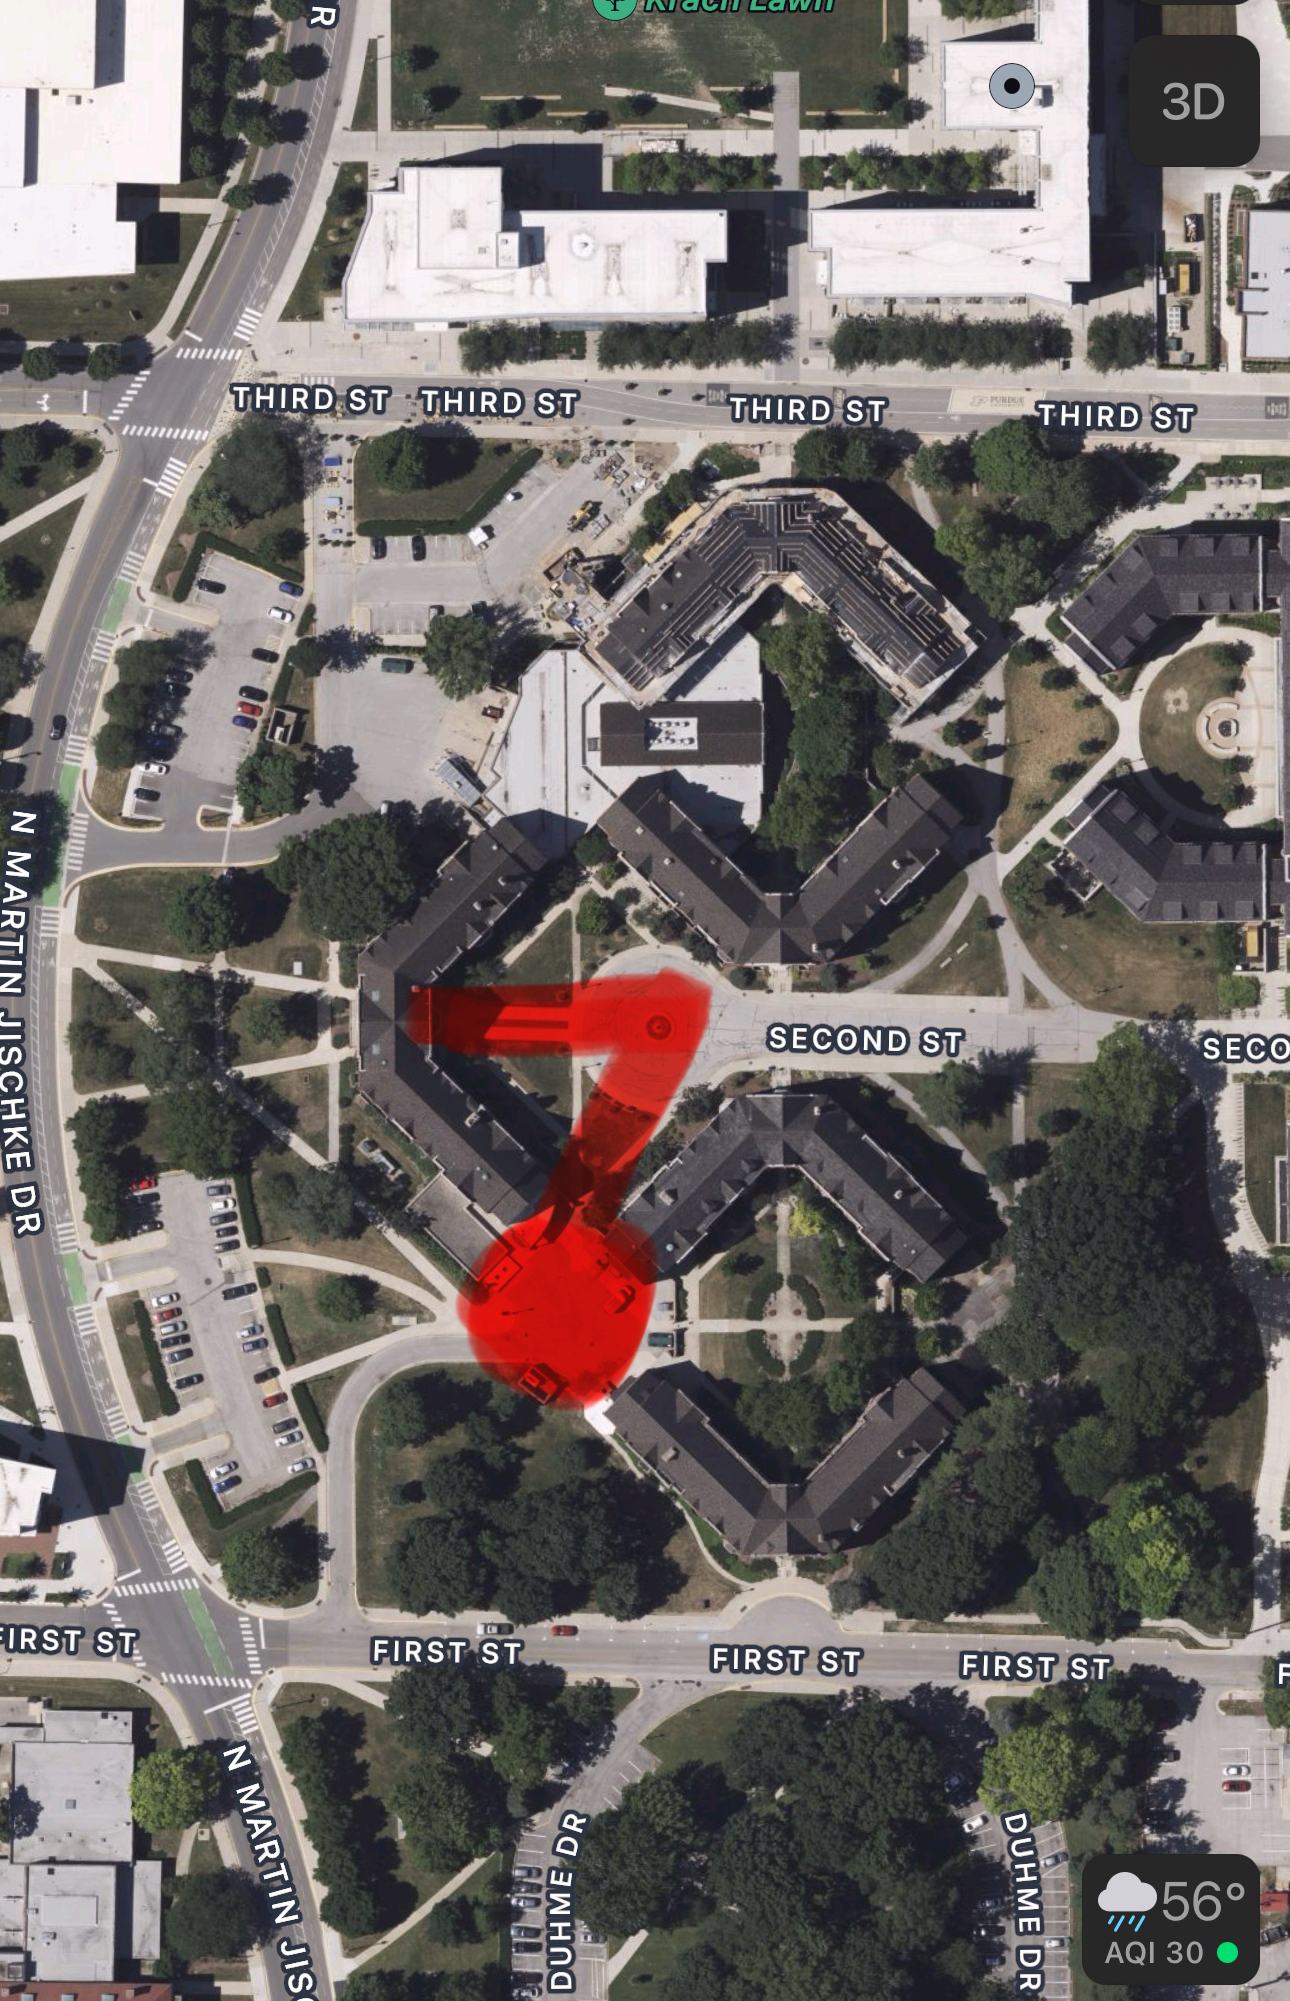 Krach Lawn
R
3D
THIRD ST THIRD ST THIRD ST THIRD ST
PURDUE
N MARTIN JISCHKE DR
SECOND ST
SECO
FIRST ST FIRST ST FIRST ST FIRST ST F
N MARTIN JISC
DUHME DR
DUHME DR
56°
AQI 30